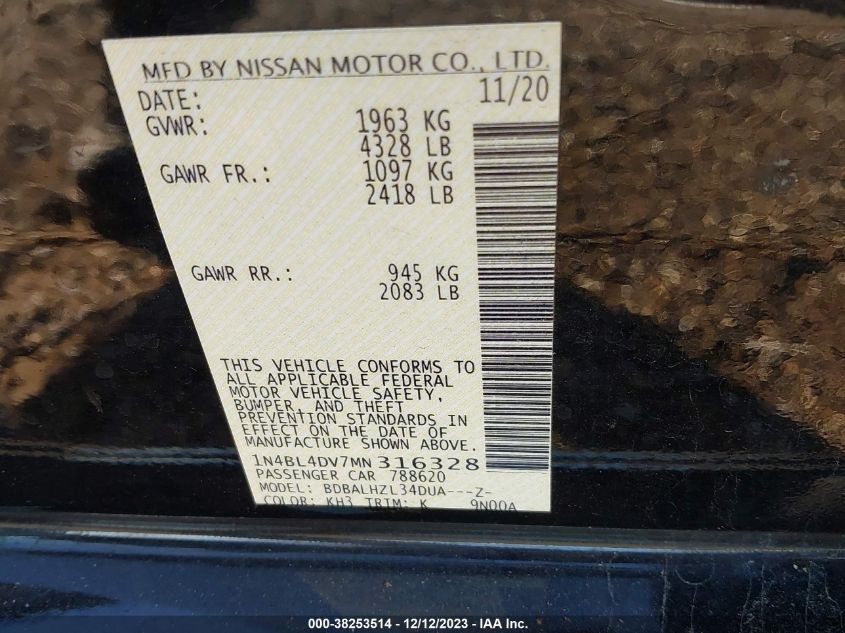 MFD BY NISSAN MOTOR CO., LTD.
DATE: 11/20
GVWR: 1963 KG
4328 LB
GAWR FR.: 1097 KG
2418 LB
GAWR RR.: 945 KG
2083 LB
THIS VEHICLE CONFORMS TO
ALL APPLICABLE FEDERAL
MOTOR VEHICLE SAFETY,
BUMPER, AND THEFT
PREVENTION STANDARDS IN
EFFECT ON THE DATE OF
MANUFACTURE SHOWN ABOVE.
1N4BL4DV7MN316328
PASSENGER CAR 788620
MODEL: BDBALHZL34DUA---Z-
COLOR: KH3 TRIM: K 9N00A
000-38253514 - 12/12/2023 - IAA Inc.